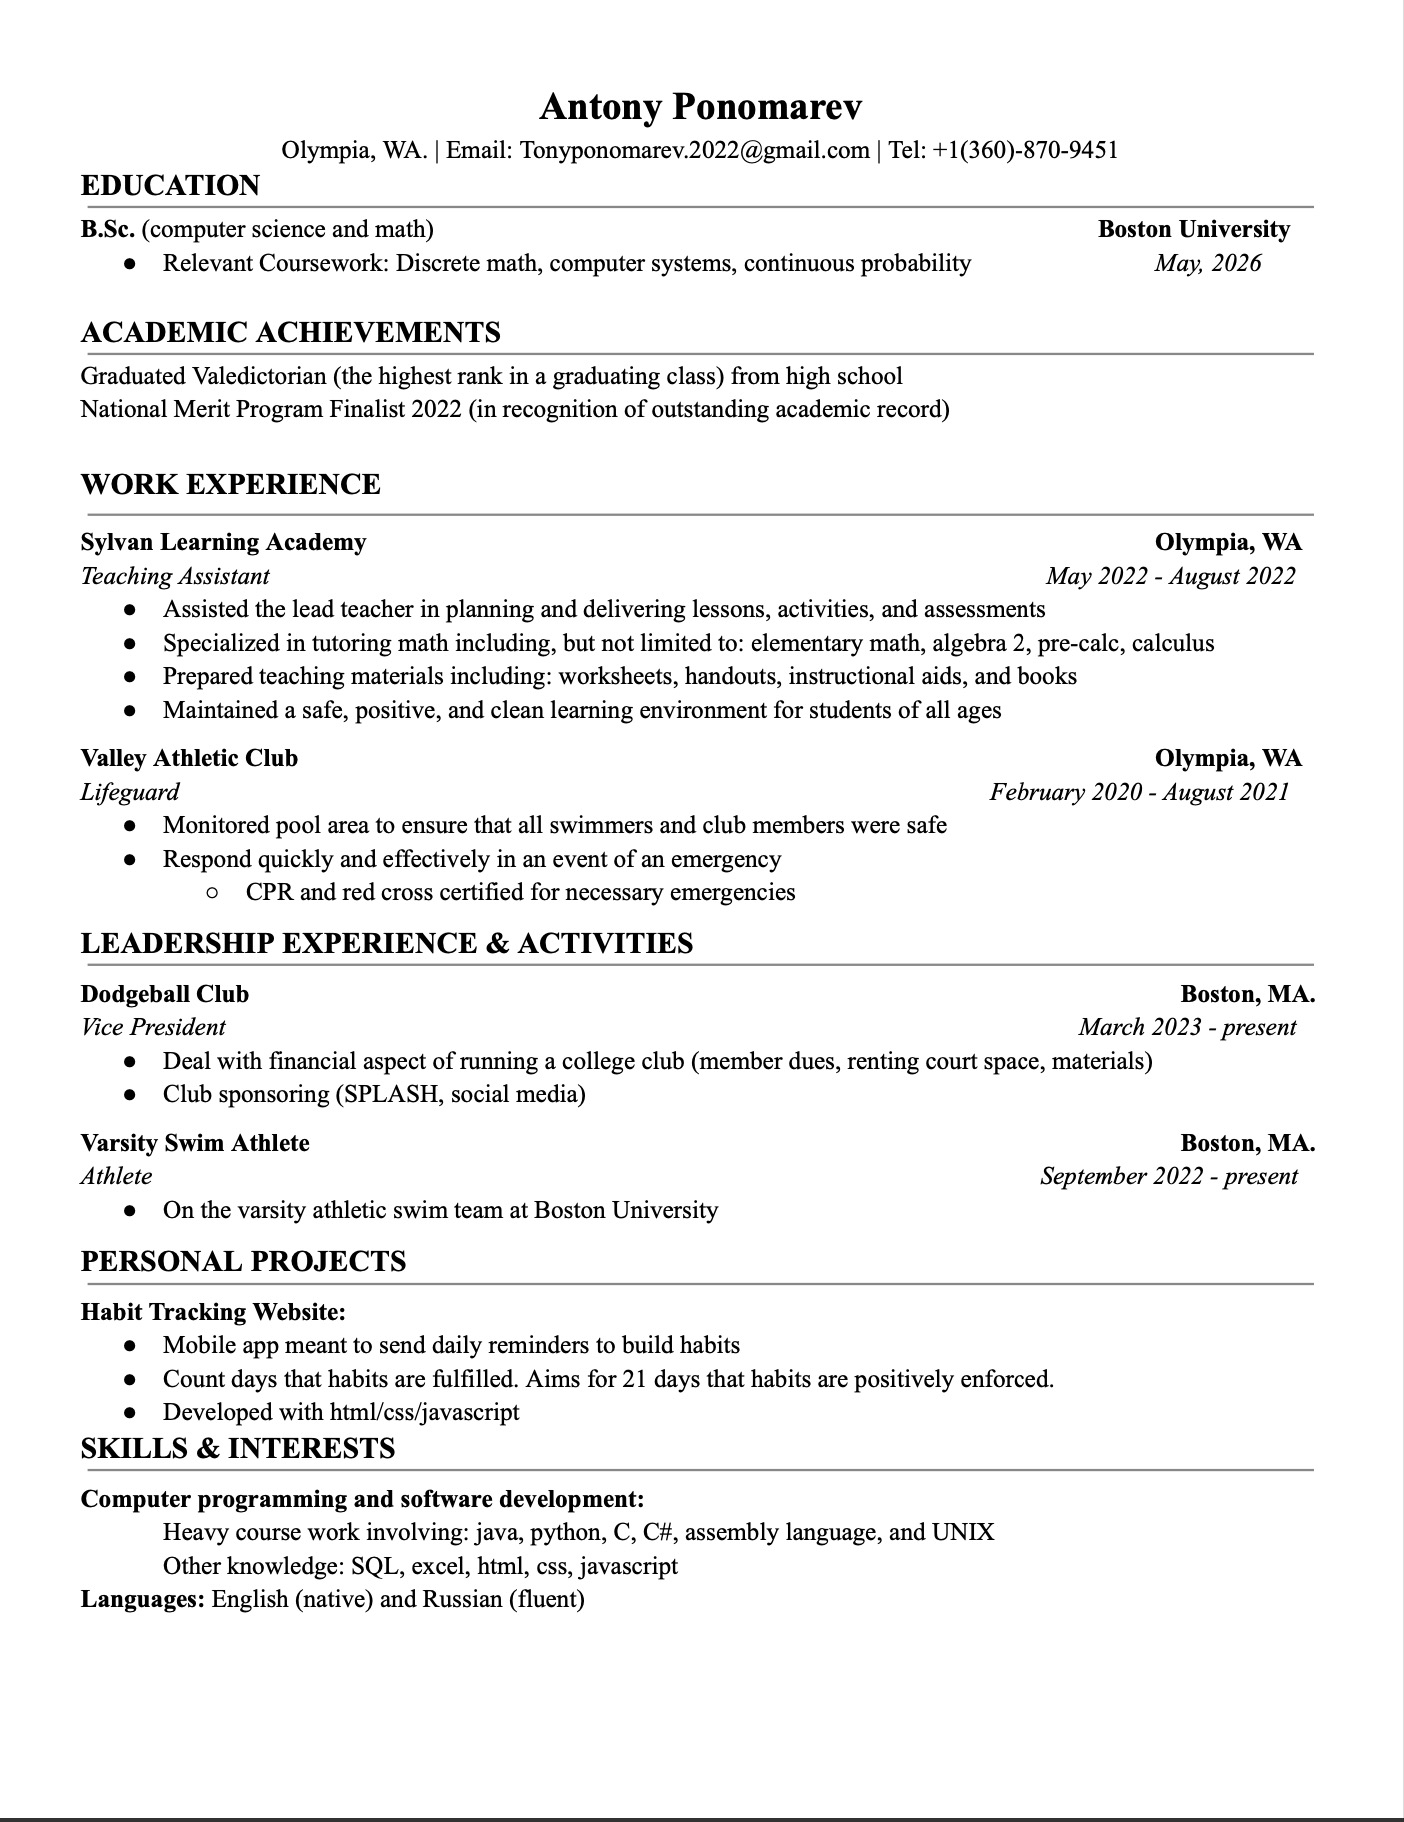 Antony Ponomarev
Olympia, WA. | Email: Tonyponomarev.2022@gmail.com | Tel: +1(360)-870-9451
EDUCATION
B.Sc. (computer science and math) Boston University
● Relevant Coursework: Discrete math, computer systems, continuous probability May, 2026
ACADEMIC ACHIEVEMENTS
Graduated Valedictorian (the highest rank in a graduating class) from high school
National Merit Program Finalist 2022 (in recognition of outstanding academic record)
WORK EXPERIENCE
Sylvan Learning Academy Olympia, WA
Teaching Assistant May 2022 - August 2022
● Assisted the lead teacher in planning and delivering lessons, activities, and assessments
● Specialized in tutoring math including, but not limited to: elementary math, algebra 2, pre-calc, calculus
● Prepared teaching materials including: worksheets, handouts, instructional aids, and books
● Maintained a safe, positive, and clean learning environment for students of all ages
Valley Athletic Club Olympia, WA
Lifeguard February 2020 - August 2021
● Monitored pool area to ensure that all swimmers and club members were safe
● Respond quickly and effectively in an event of an emergency
○ CPR and red cross certified for necessary emergencies
LEADERSHIP EXPERIENCE & ACTIVITIES
Dodgeball Club Boston, MA.
Vice President March 2023 - present
● Deal with financial aspect of running a college club (member dues, renting court space, materials)
● Club sponsoring (SPLASH, social media)
Varsity Swim Athlete Boston, MA.
Athlete September 2022 - present
● On the varsity athletic swim team at Boston University
PERSONAL PROJECTS
Habit Tracking Website:
● Mobile app meant to send daily reminders to build habits
● Count days that habits are fulfilled. Aims for 21 days that habits are positively enforced.
● Developed with html/css/javascript
SKILLS & INTERESTS
Computer programming and software development:
Heavy course work involving: java, python, C, C#, assembly language, and UNIX
Other knowledge: SQL, excel, html, css, javascript
Languages: English (native) and Russian (fluent)